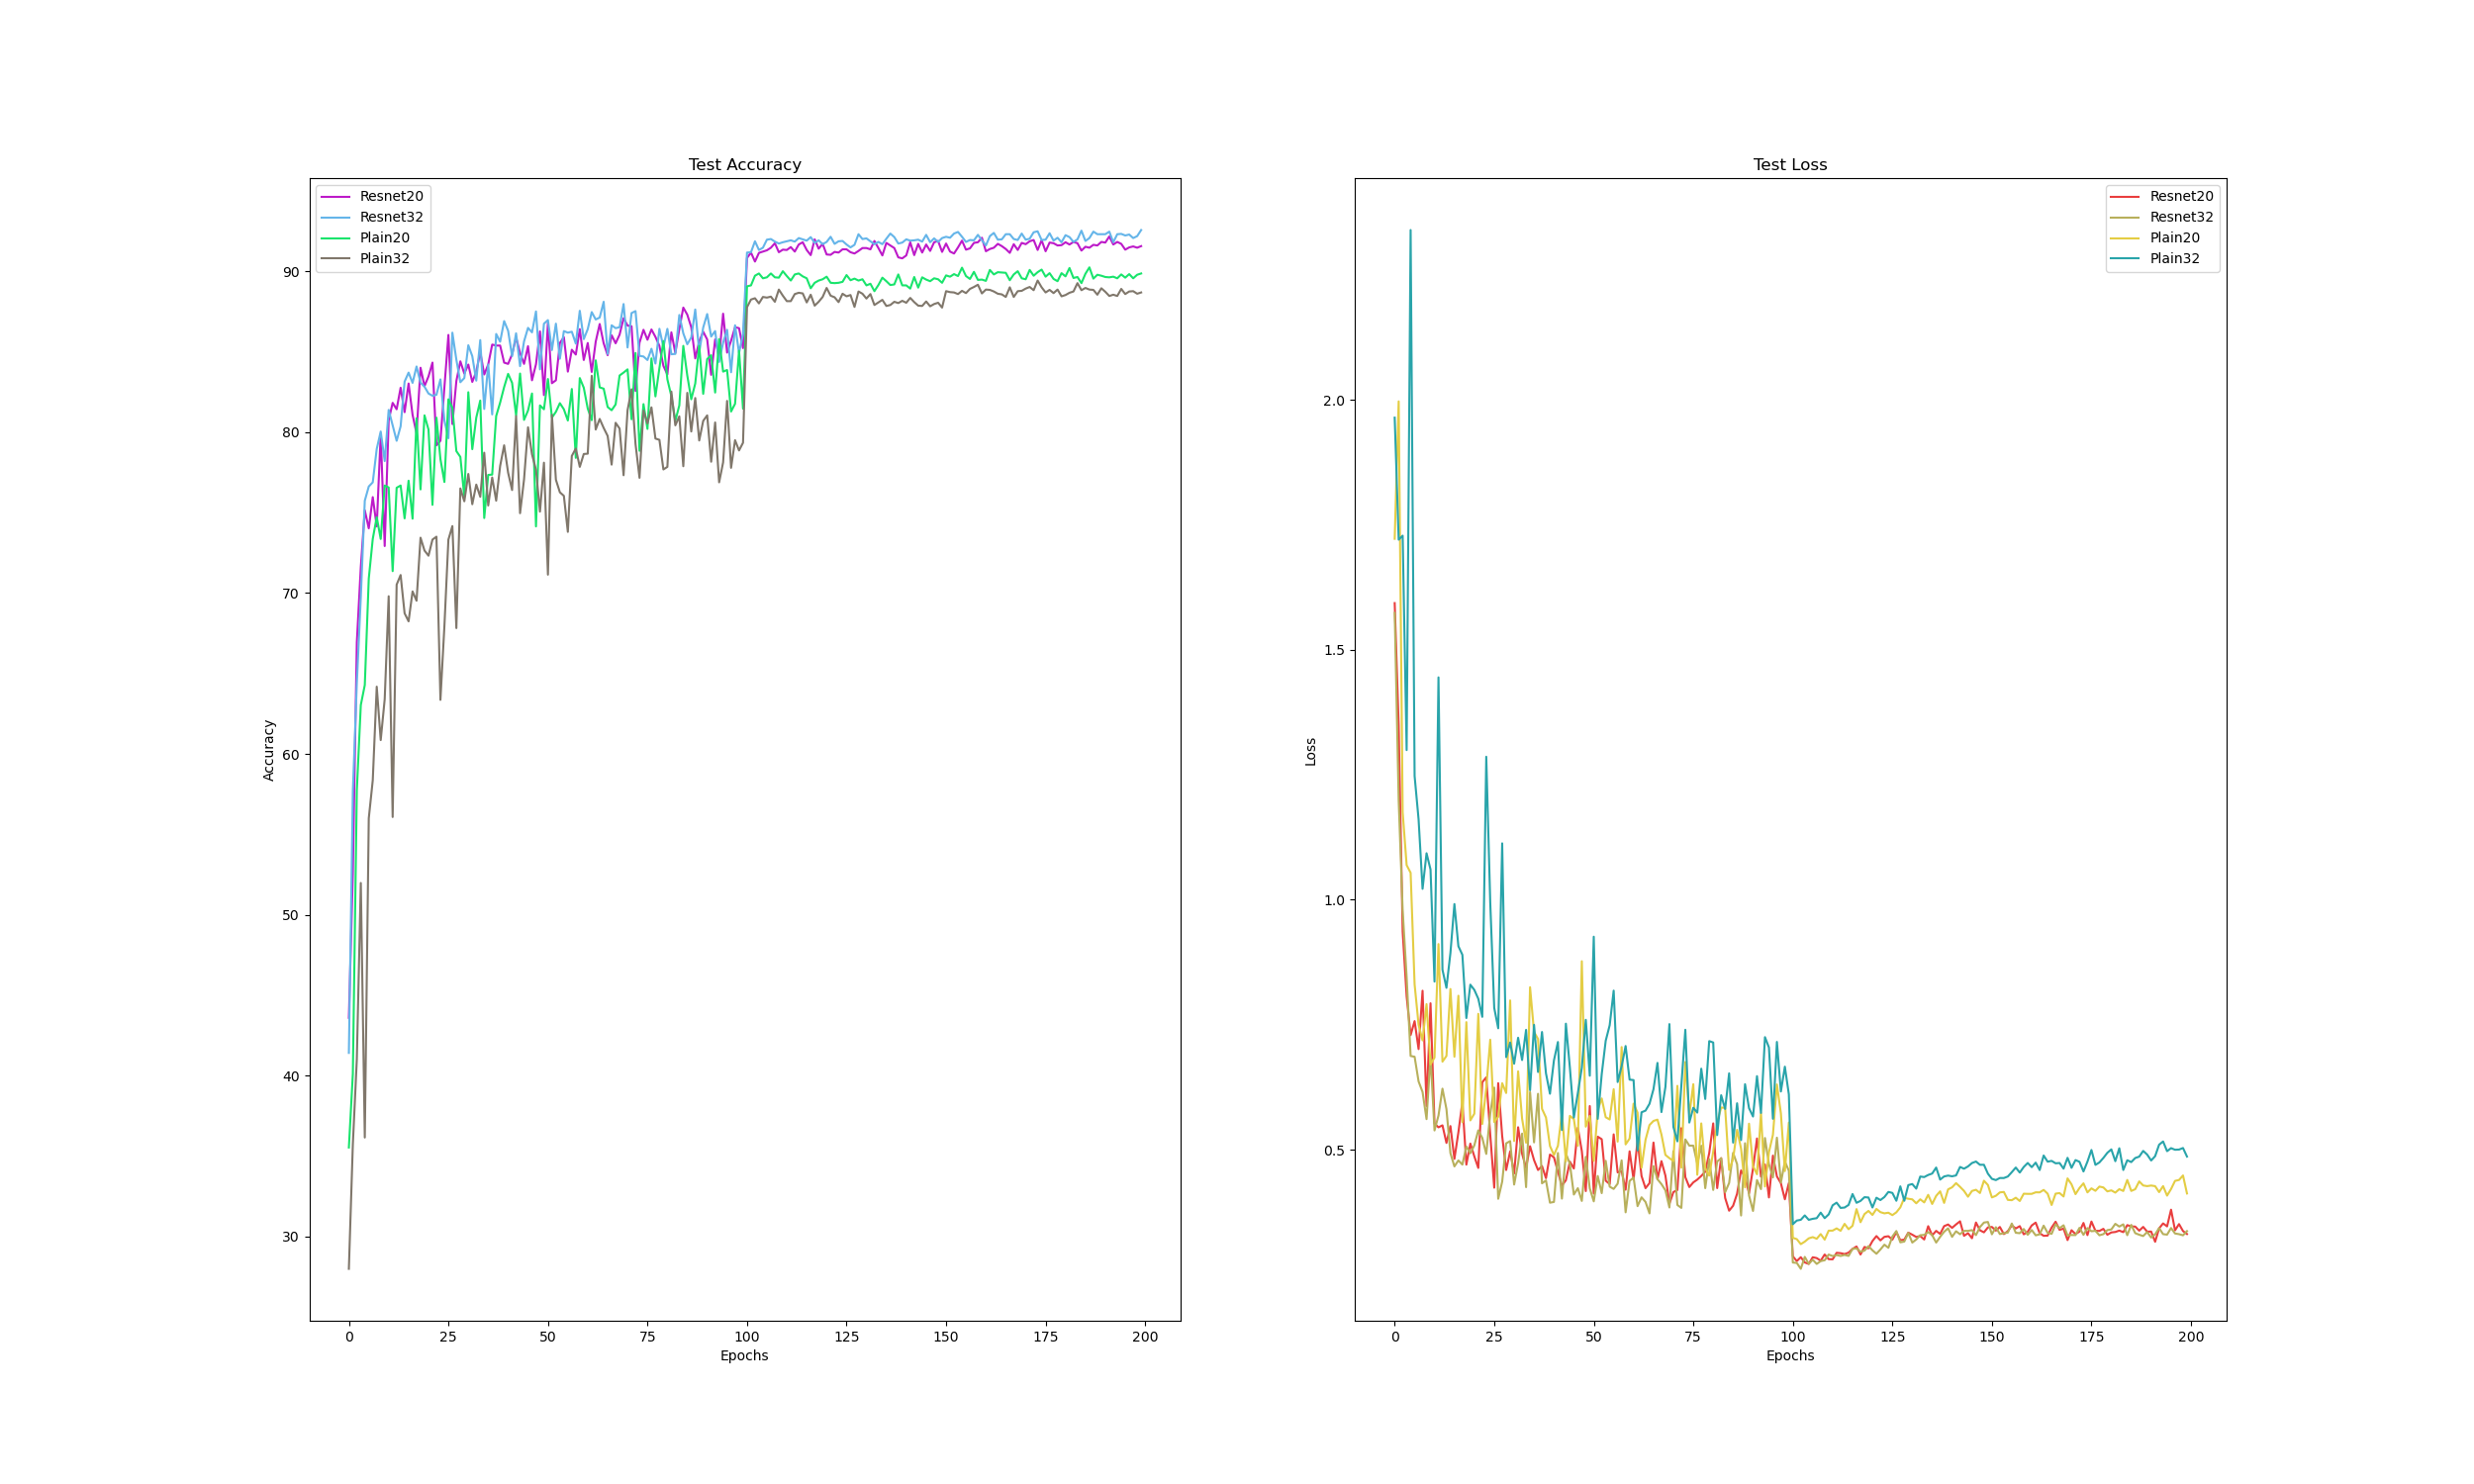 Test Accuracy
Resnet20
Resnet32
Plain20
Plain32
90
80
70
60
50
40
30
Accuracy
0 25 50 75 100 125 150 175 200
Epochs
Test Loss
Resnet20
Resnet32
Plain20
Plain32
2.0
1.5
1.0
0.5
Loss
0 25 50 75 100 125 150 175 200
Epochs